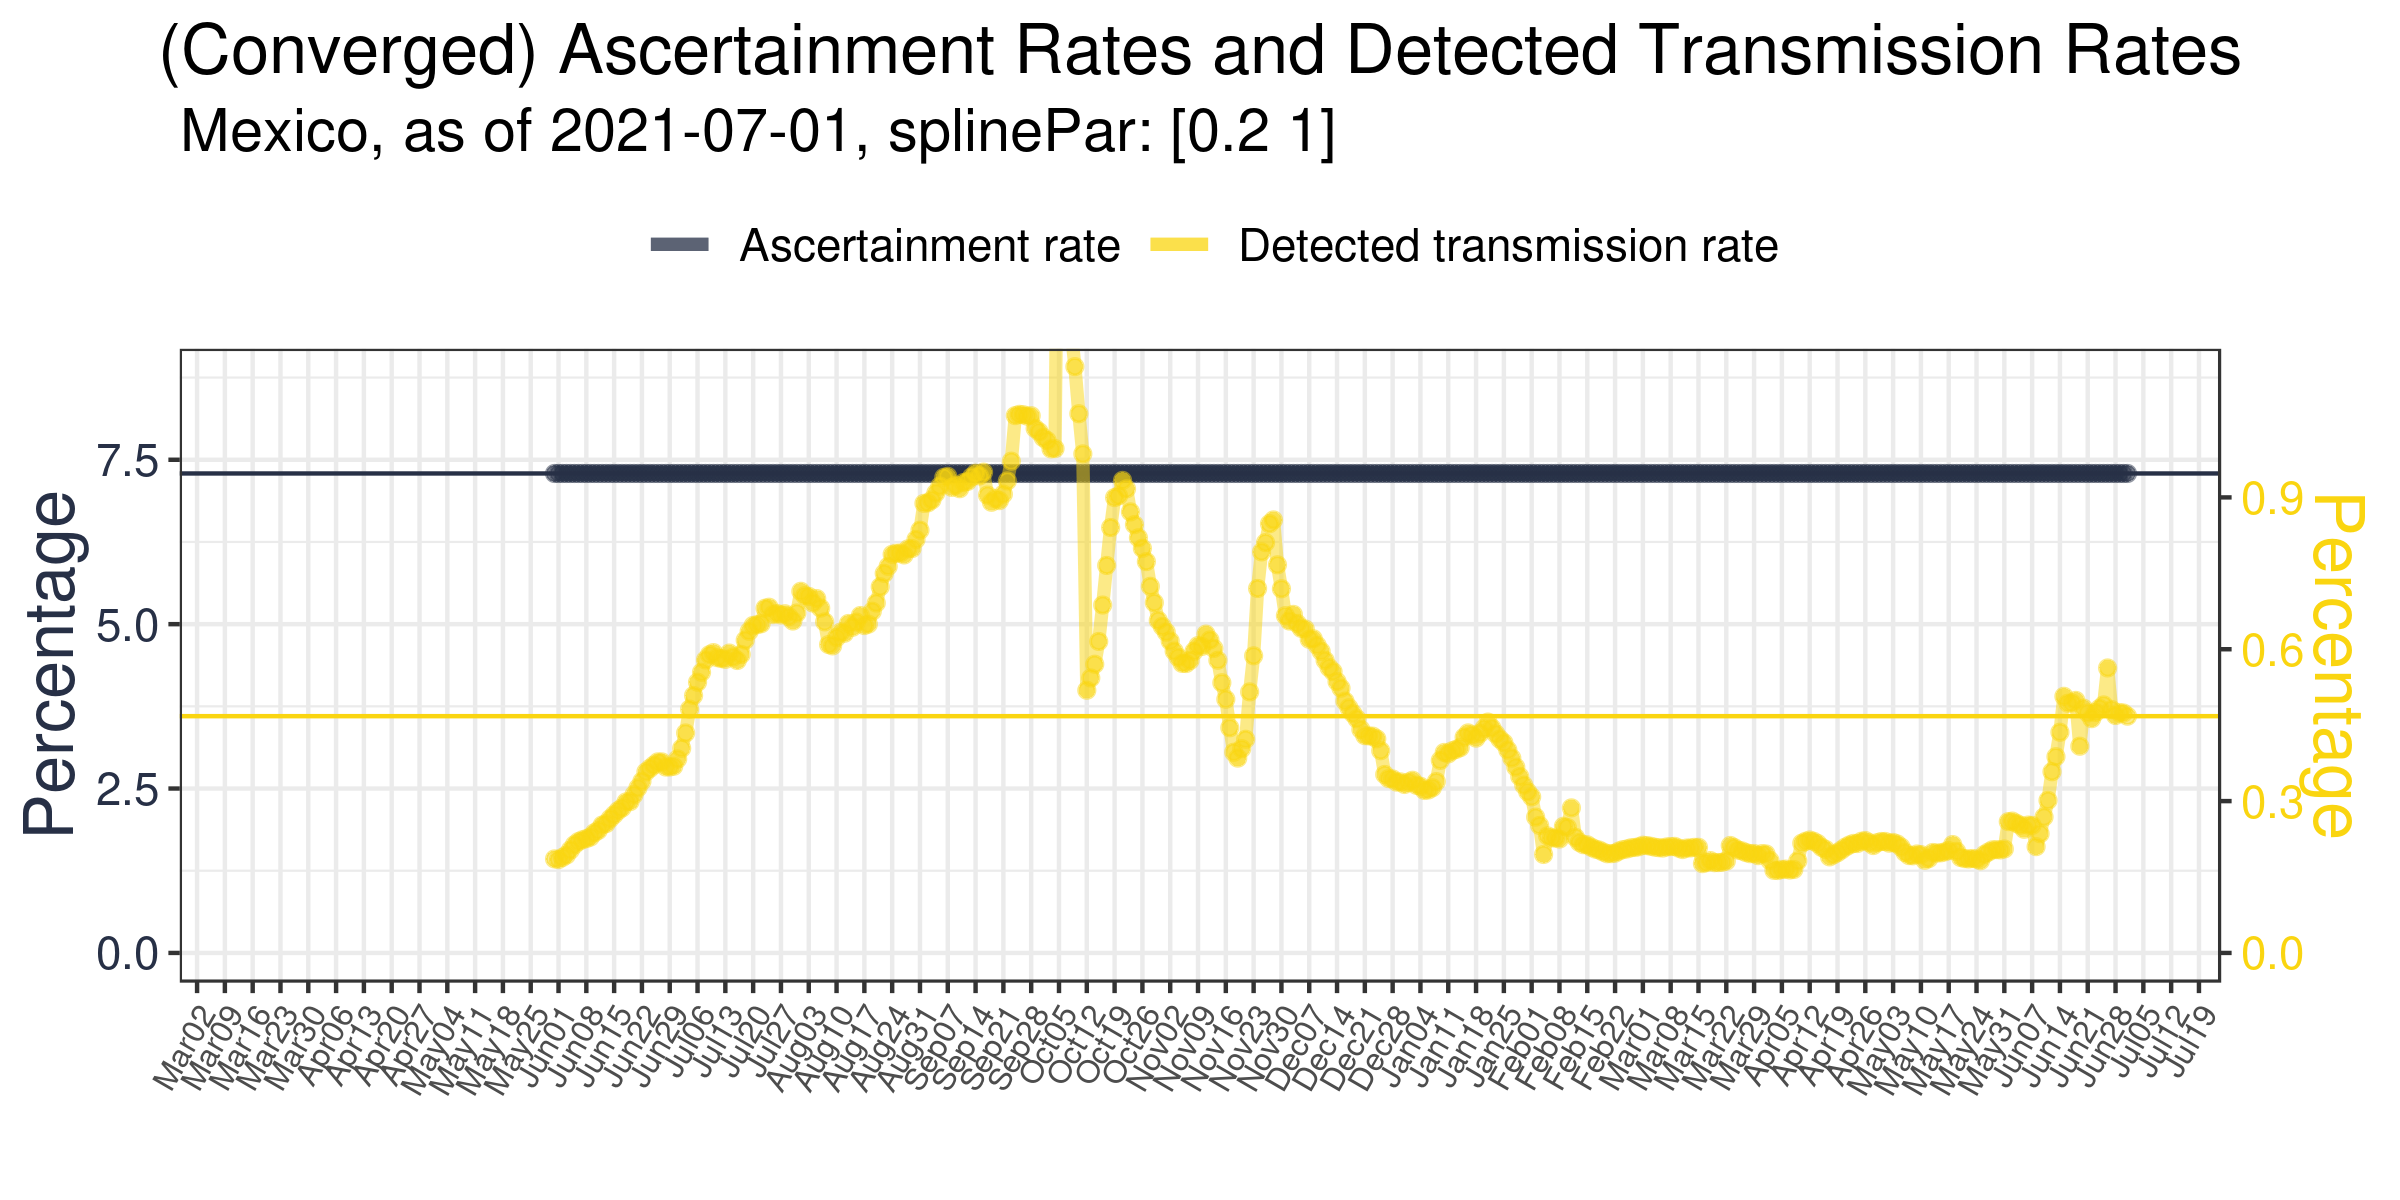 (Converged) Ascertainment Rates and Detected Transmission Rates
Mexico, as of 2021-07-01, splinePar: [0.2 1]
Ascertainment rate Detected transmission rate
Percentage
7.5
5.0
2.5
0.0
0.9
0.6
0.3
0.0
Percentage
Mar02 Mar09 Mar16 Mar23 Mar30 Apr06 Apr13 Apr20 Apr27 May04 May11 May18 May25 Jun01 Jun08 Jun15 Jun22 Jun29 Jul06 Jul13 Jul20 Jul27 Aug03 Aug10 Aug17 Aug24 Aug31 Sep07 Sep14 Sep21 Sep28 Oct05 Oct12 Oct19 Oct26 Nov02 Nov09 Nov16 Nov23 Nov30 Dec07 Dec14 Dec21 Dec28 Jan04 Jan11 Jan18 Jan25 Feb01 Feb08 Feb15 Feb22 Mar01 Mar08 Mar15 Mar22 Mar29 Apr05 Apr12 Apr19 Apr26 May03 May10 May17 May24 May31 Jun07 Jun14 Jun21 Jun28 Jul05 Jul12 Jul19